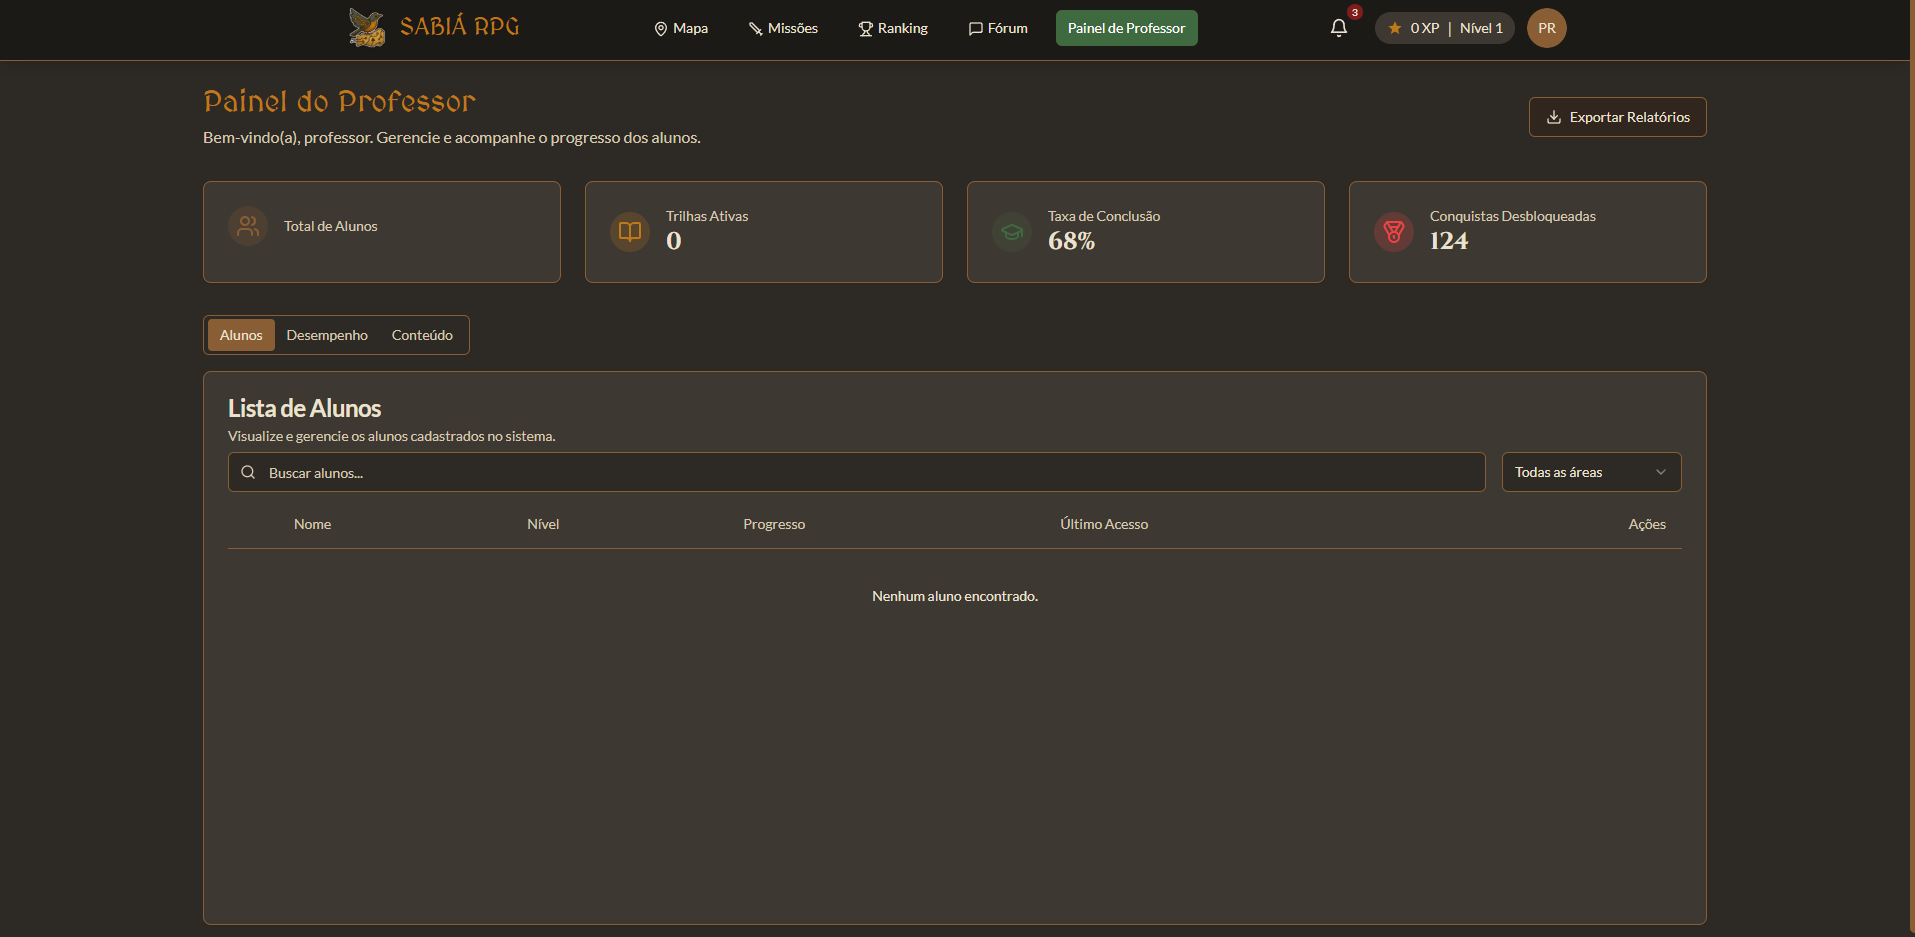 SABIÁ RPG
Mapa
Missões
Ranking
Fórum
Painel de Professor
3
0 XP | Nível 1
PR
Painel do Professor
Bem-vindo(a), professor. Gerencie e acompanhe o progresso dos alunos.
Exportar Relatórios
Total de Alunos
Trilhas Ativas
0
Taxa de Conclusão
68%
Conquistas Desbloqueadas
124
Alunos
Desempenho
Conteúdo
Lista de Alunos
Visualize e gerencie os alunos cadastrados no sistema.
Buscar alunos...
Todas as áreas
Nome
Nível
Progresso
Último Acesso
Ações
Nenhum aluno encontrado.